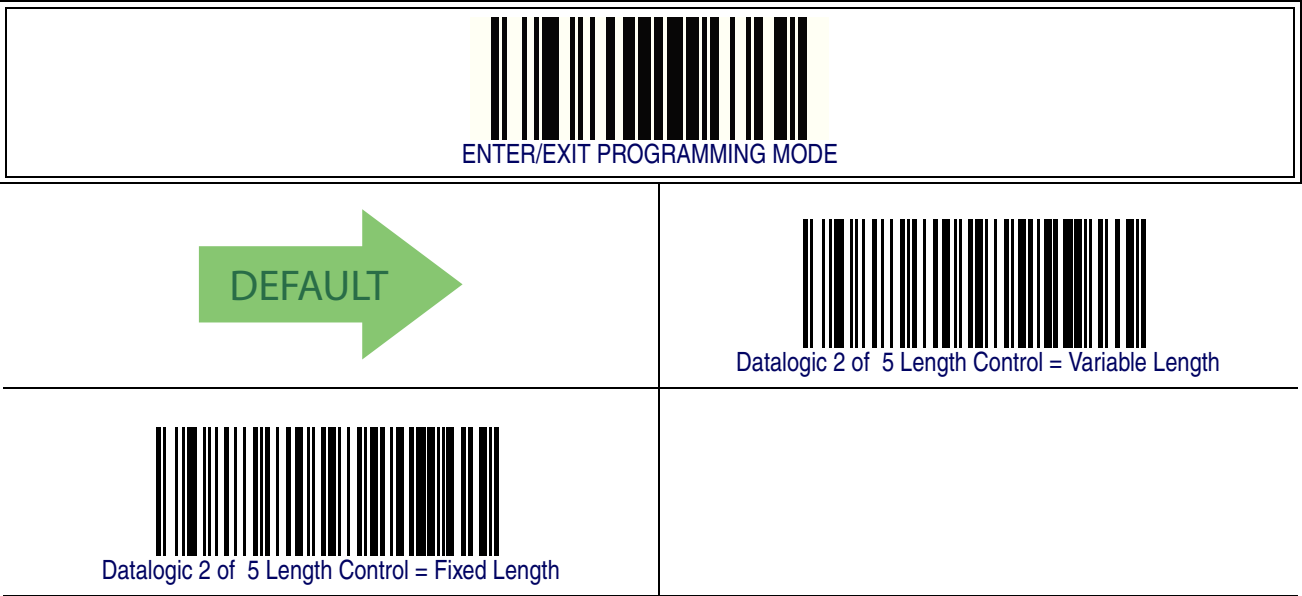 ENTER/EXIT PROGRAMMING MODE
DEFAULT
Datalogic 2 of 5 Length Control = Variable Length
Datalogic 2 of 5 Length Control = Fixed Length